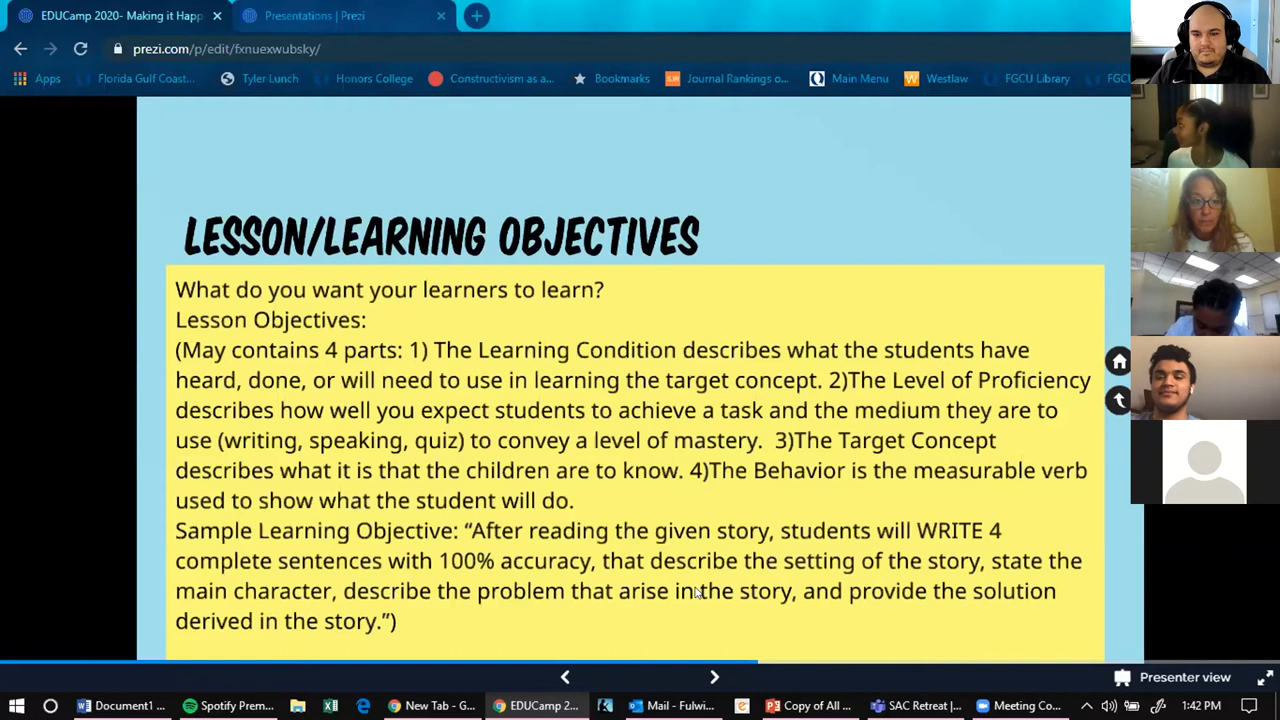 EDUCamp 2020- Making it Happ
Presentations | Prezi
prezi.com/p/edit/fxnuexwubsky/
Apps
Florida Gulf Coast...
Tyler Lunch
Honors College
Constructivism as a...
Bookmarks
Journal Rankings o...
Main Menu
Westlaw
FGCU Library
FGCU
LESSON/LEARNING OBJECTIVES
What do you want your learners to learn?
Lesson Objectives:
(May contains 4 parts: 1) The Learning Condition describes what the students have
heard, done, or will need to use in learning the target concept. 2)The Level of Proficiency
describes how well you expect students to achieve a task and the medium they are to
use (writing, speaking, quiz) to convey a level of mastery.  3)The Target Concept
describes what it is that the children are to know. 4)The Behavior is the measurable verb
used to show what the student will do.
Sample Learning Objective: “After reading the given story, students will WRITE 4
complete sentences with 100% accuracy, that describe the setting of the story, state the
main character, describe the problem that arise in the story, and provide the solution
derived in the story.”)
Presenter view
Document1 ...
Spotify Prem...
New Tab - G...
EDUCamp 2...
Mail - Fulwi...
Copy of All ...
SAC Retreat |...
Meeting Co...
1:42 PM